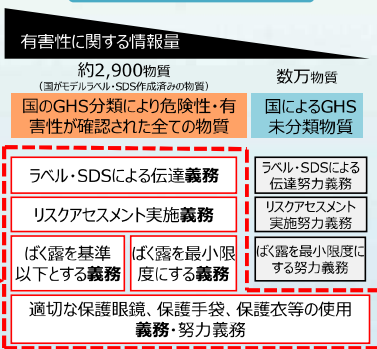 有害性に関する情報量
約2,900物質
（国がモデルラベル・SDS作成済みの物質）
数万物質
国のGHS分類により危険性・有
害性が確認された全ての物質
国によるGHS
未分類物質
ラベル・SDSによる伝達義務
ラベル・SDSによる
伝達努力義務
リスクアセスメント実施義務
リスクアセスメント
実施努力義務
ばく露を基準
以下とする義務
ばく露を最小限
度にする義務
ばく露を最小限度に
する努力義務
適切な保護眼鏡、保護手袋、保護衣等の使用
義務・努力義務